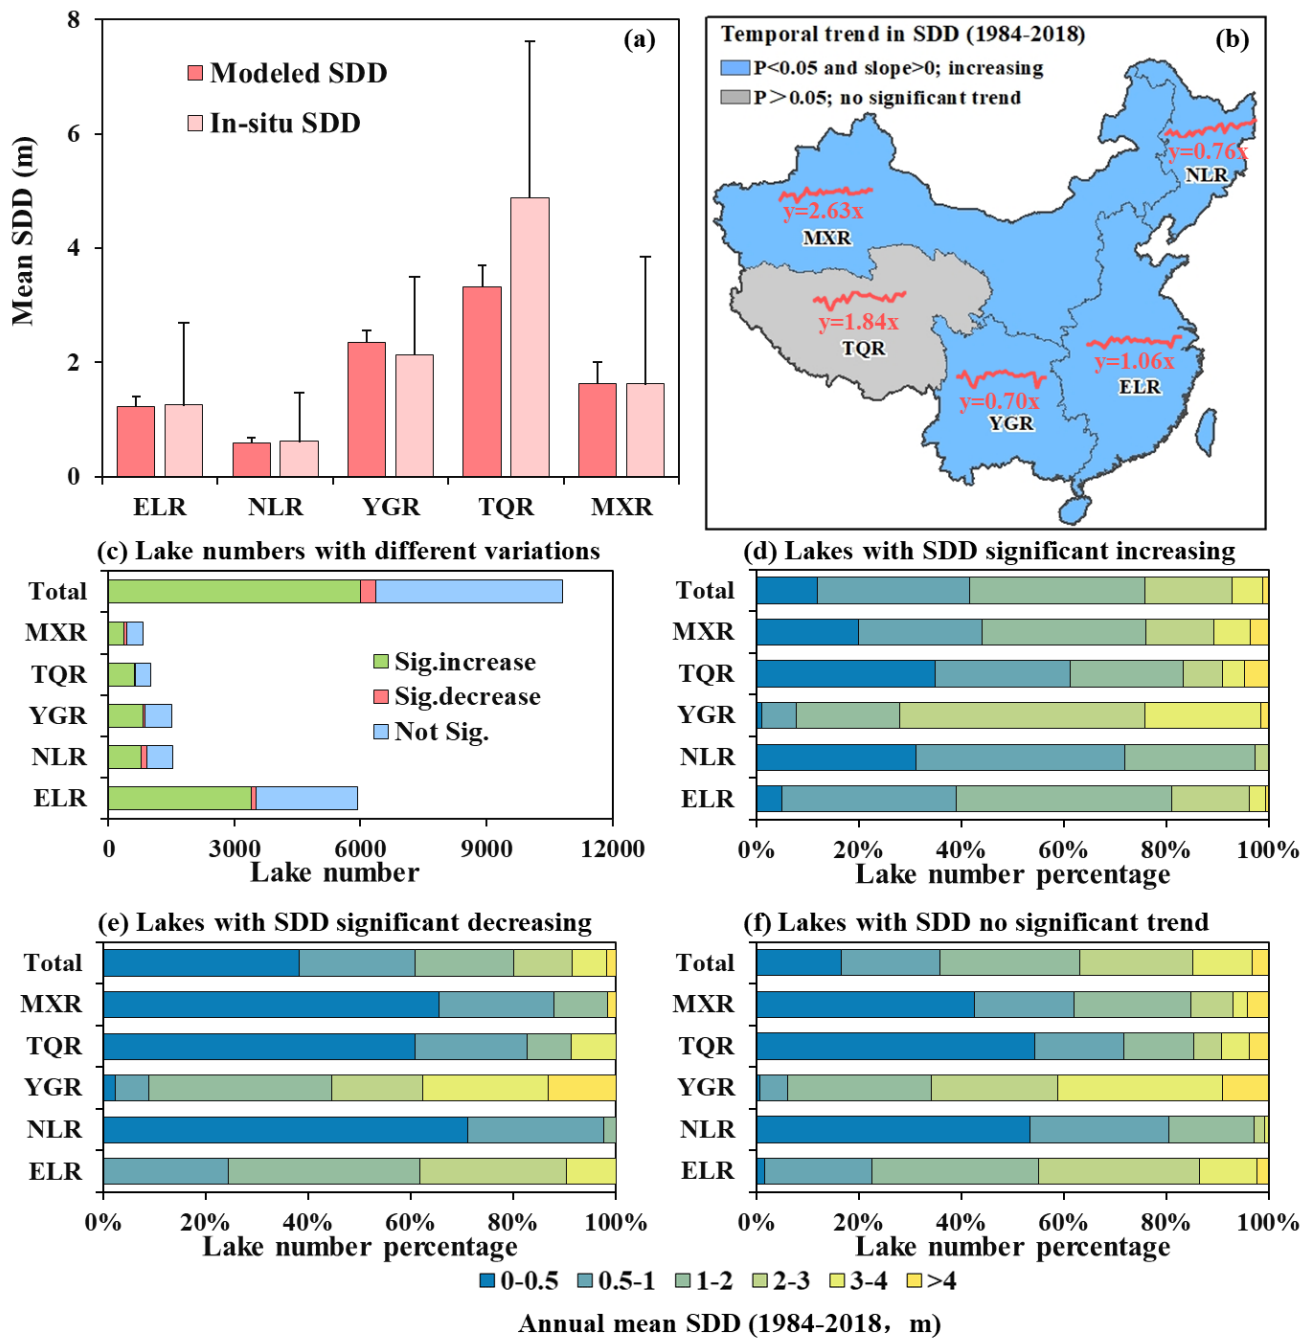 (a)
Mean SDD (m)
8
6
4
2
0
Modeled SDD
In-situ SDD
ELR NLR YGR TQR MXR
Temporal trend in SDD (1984-2018) (b)
P<0.05 and slope>0; increasing
P>0.05; no significant trend
y=0.76x
NLR
y=2.63x
MXR
y=1.84x
TQR
y=1.06x
ELR
y=0.70x
YGR
(c) Lake numbers with different variations
Total
MXR
TQR
YGR
NLR
ELR
Sig.increase
Sig.decrease
Not Sig.
0 3000 6000 9000 12000
Lake number
(d) Lakes with SDD significant increasing
Total
MXR
TQR
YGR
NLR
ELR
0% 20% 40% 60% 80% 100%
Lake number percentage
(e) Lakes with SDD significant decreasing
Total
MXR
TQR
YGR
NLR
ELR
0% 20% 40% 60% 80% 100%
Lake number percentage
(f) Lakes with SDD no significant trend
Total
MXR
TQR
YGR
NLR
ELR
0% 20% 40% 60% 80% 100%
Lake number percentage
0-0.5 0.5-1 1-2 2-3 3-4 >4
Annual mean SDD (1984-2018, m)